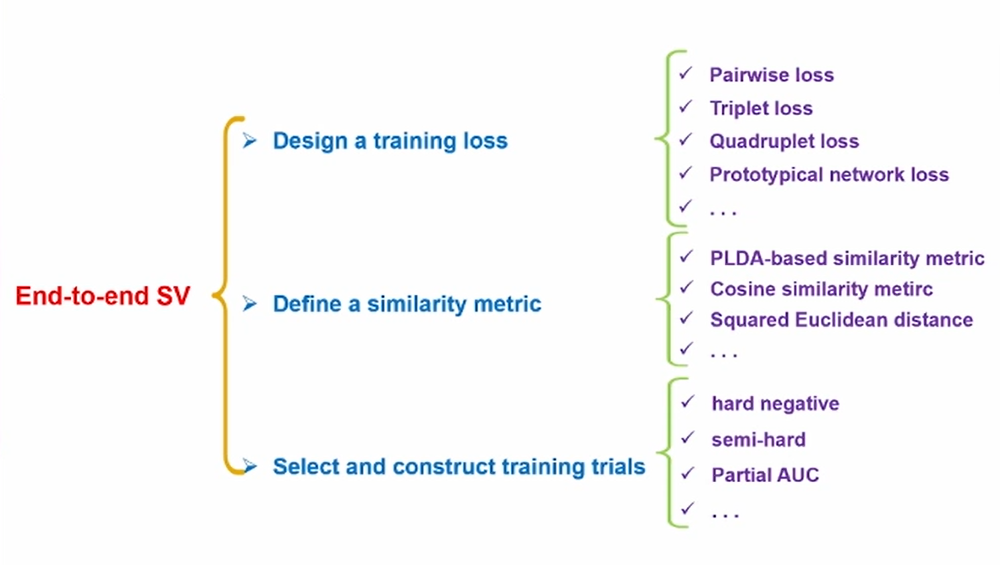 End-to-end SV
Design a training loss
Pairwise loss
Triplet loss
Quadruplet loss
Prototypical network loss
. . .
Define a similarity metric
PLDA-based similarity metric
Cosine similarity metirc
Squared Euclidean distance
. . .
Select and construct training trials
hard negative
semi-hard
Partial AUC
. . .